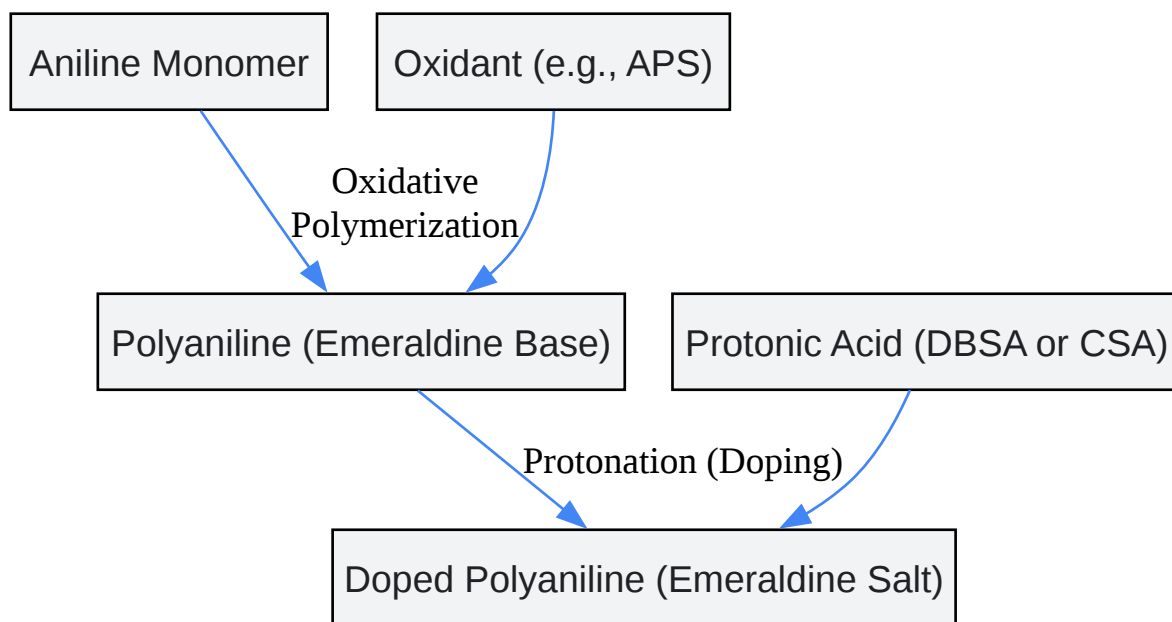 Aniline Monomer
Oxidant (e.g., APS)
Oxidative
Polymerization
Polyaniline (Emeraldine Base)
Protonic Acid (DBSA or CSA)
Protonation (Doping)
Doped Polyaniline (Emeraldine Salt)